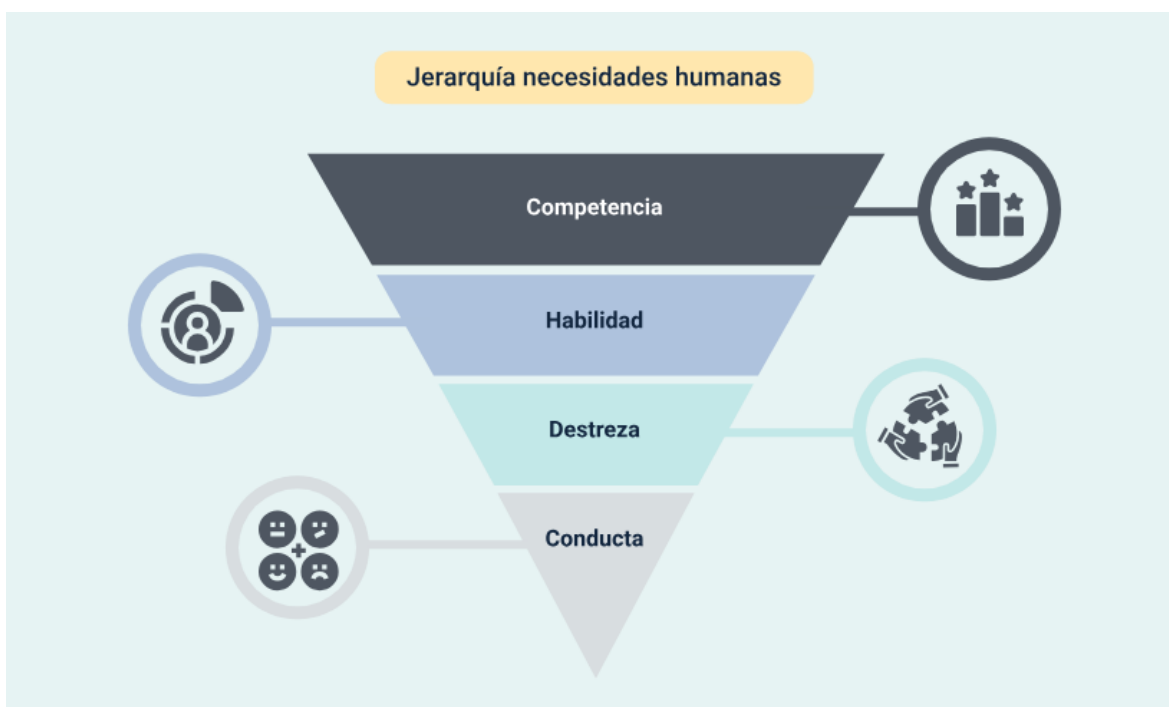 Jerarquía necesidades humanas
Competencia
Habilidad
Destreza
Conducta